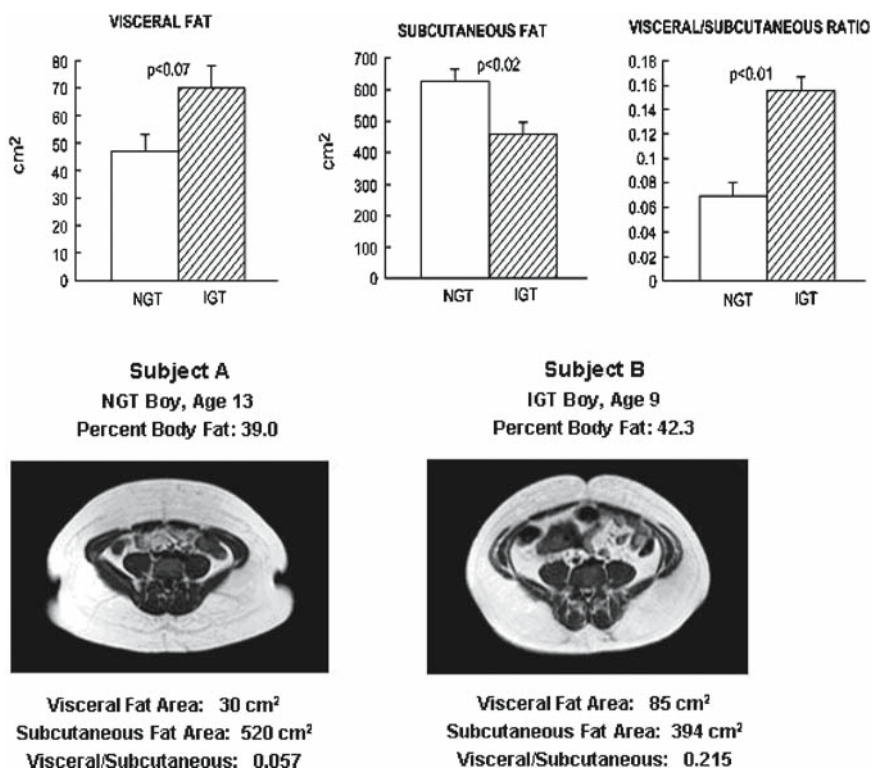 VISCERAL FAT
cm²
80
70
60
50
40
30
20
10
0
p<0.07
NGT IGT
SUBCUTANEOUS FAT
cm²
700
600
500
400
300
200
100
0
p<0.02
NGT IGT
VISCERAL/SUBCUTANEOUS RATIO
0.18
0.16
0.14
0.12
0.1
0.08
0.06
0.04
0.02
0
p<0.01
NGT IGT
Subject A
NGT Boy, Age 13
Percent Body Fat: 39.0
Visceral Fat Area: 30 cm²
Subcutaneous Fat Area: 520 cm²
Visceral/Subcutaneous: 0.057
Subject B
IGT Boy, Age 9
Percent Body Fat: 42.3
Visceral Fat Area: 85 cm²
Subcutaneous Fat Area: 394 cm²
Visceral/Subcutaneous: 0.215